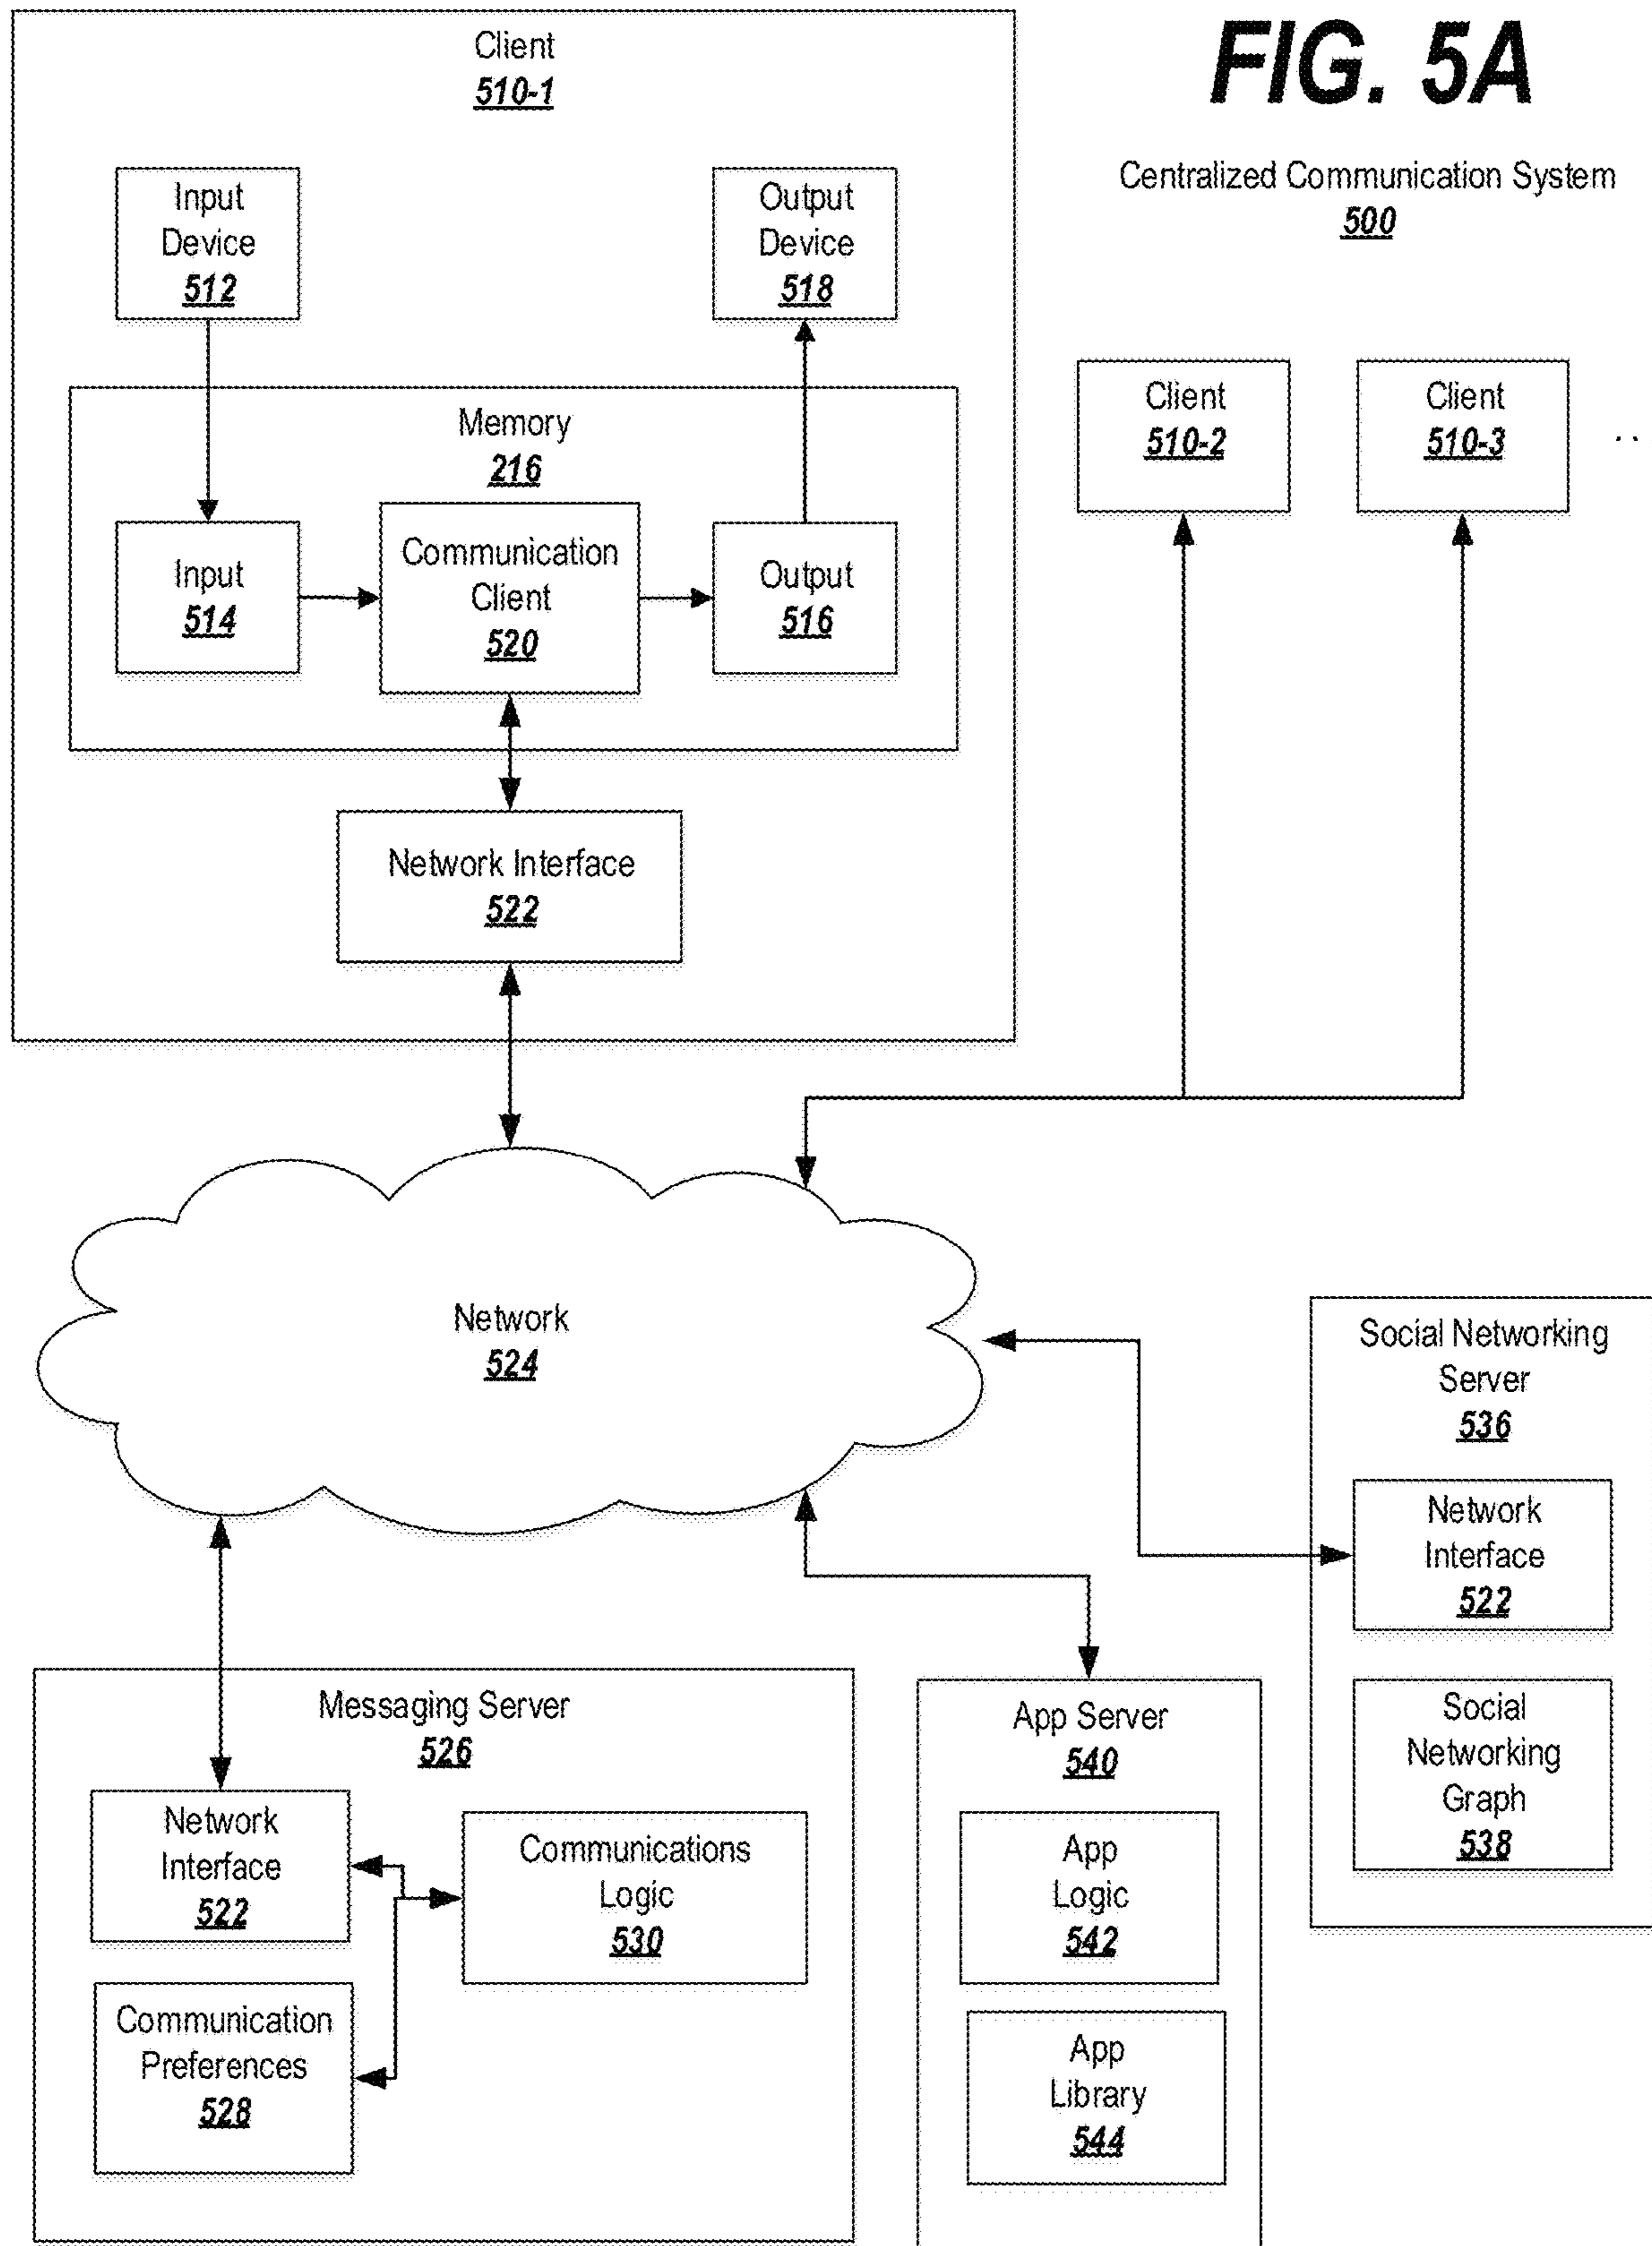 FIG. 5A
Centralized Communication System
500
Client
510-1
Input
Device
512
Output
Device
518
Memory
216
Input
514
Communication
Client
520
Output
516
Network Interface
522
Client
510-2
Client
510-3
..
Network
524
Social Networking
Server
536
Network
Interface
522
Social
Networking
Graph
538
Messaging Server
526
Network
Interface
522
Communications
Logic
530
Communication
Preferences
528
App Server
540
App
Logic
542
App
Library
544